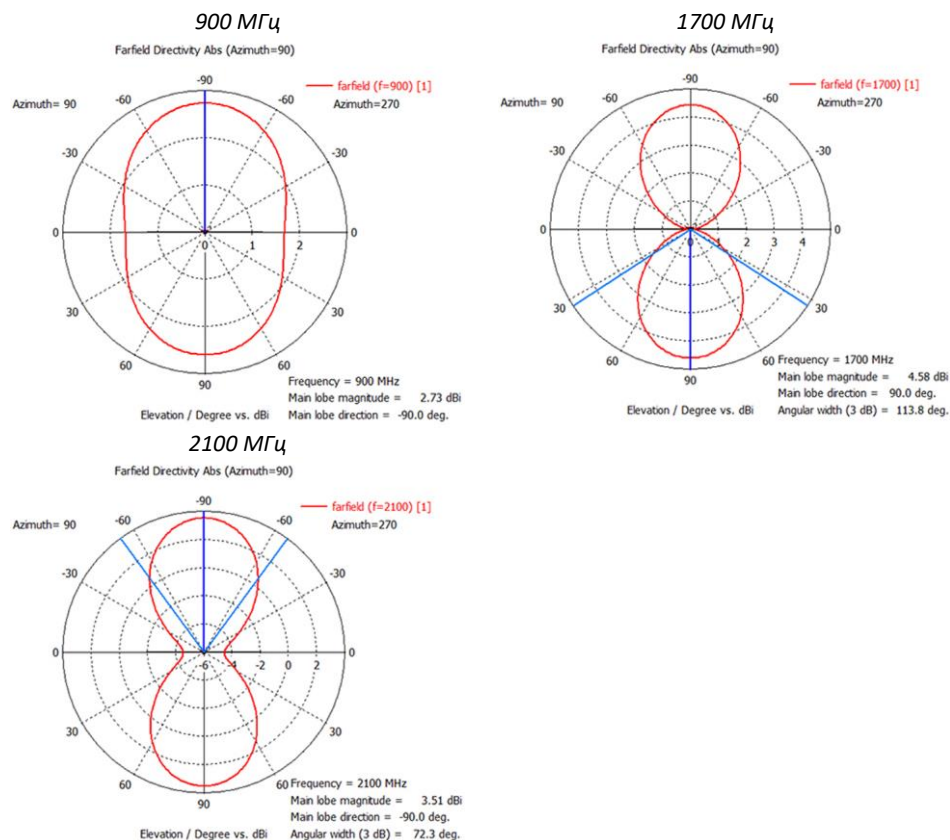 900 МГц
Farfield Directivity Abs (Azimuth=90)
farfield (f=900) [1]
Azimuth= 90
Azimuth=270
-90
-60
-60
-30
-30
0
0
0 1 2
30
30
60
60
90
Frequency = 900 MHz
Main lobe magnitude = 2.73 dBi
Elevation / Degree vs. dBi
Main lobe direction = -90.0 deg.
1700 МГц
Farfield Directivity Abs (Azimuth=90)
farfield (f=1700) [1]
Azimuth= 90
Azimuth=270
-90
-60
-60
-30
-30
0
0
0 1 2 3 4
30
30
60
60
90
Frequency = 1700 MHz
Main lobe magnitude = 4.58 dBi
Main lobe direction = 90.0 deg.
Elevation / Degree vs. dBi
Angular width (3 dB) = 113.8 deg.
2100 МГц
Farfield Directivity Abs (Azimuth=90)
farfield (f=2100) [1]
Azimuth= 90
Azimuth=270
-90
-60
-60
-30
-30
0
0
-6 -4 -2 0 2
30
30
60
60
90
Frequency = 2100 MHz
Main lobe magnitude = 3.51 dBi
Main lobe direction = -90.0 deg.
Elevation / Degree vs. dBi
Angular width (3 dB) = 72.3 deg.